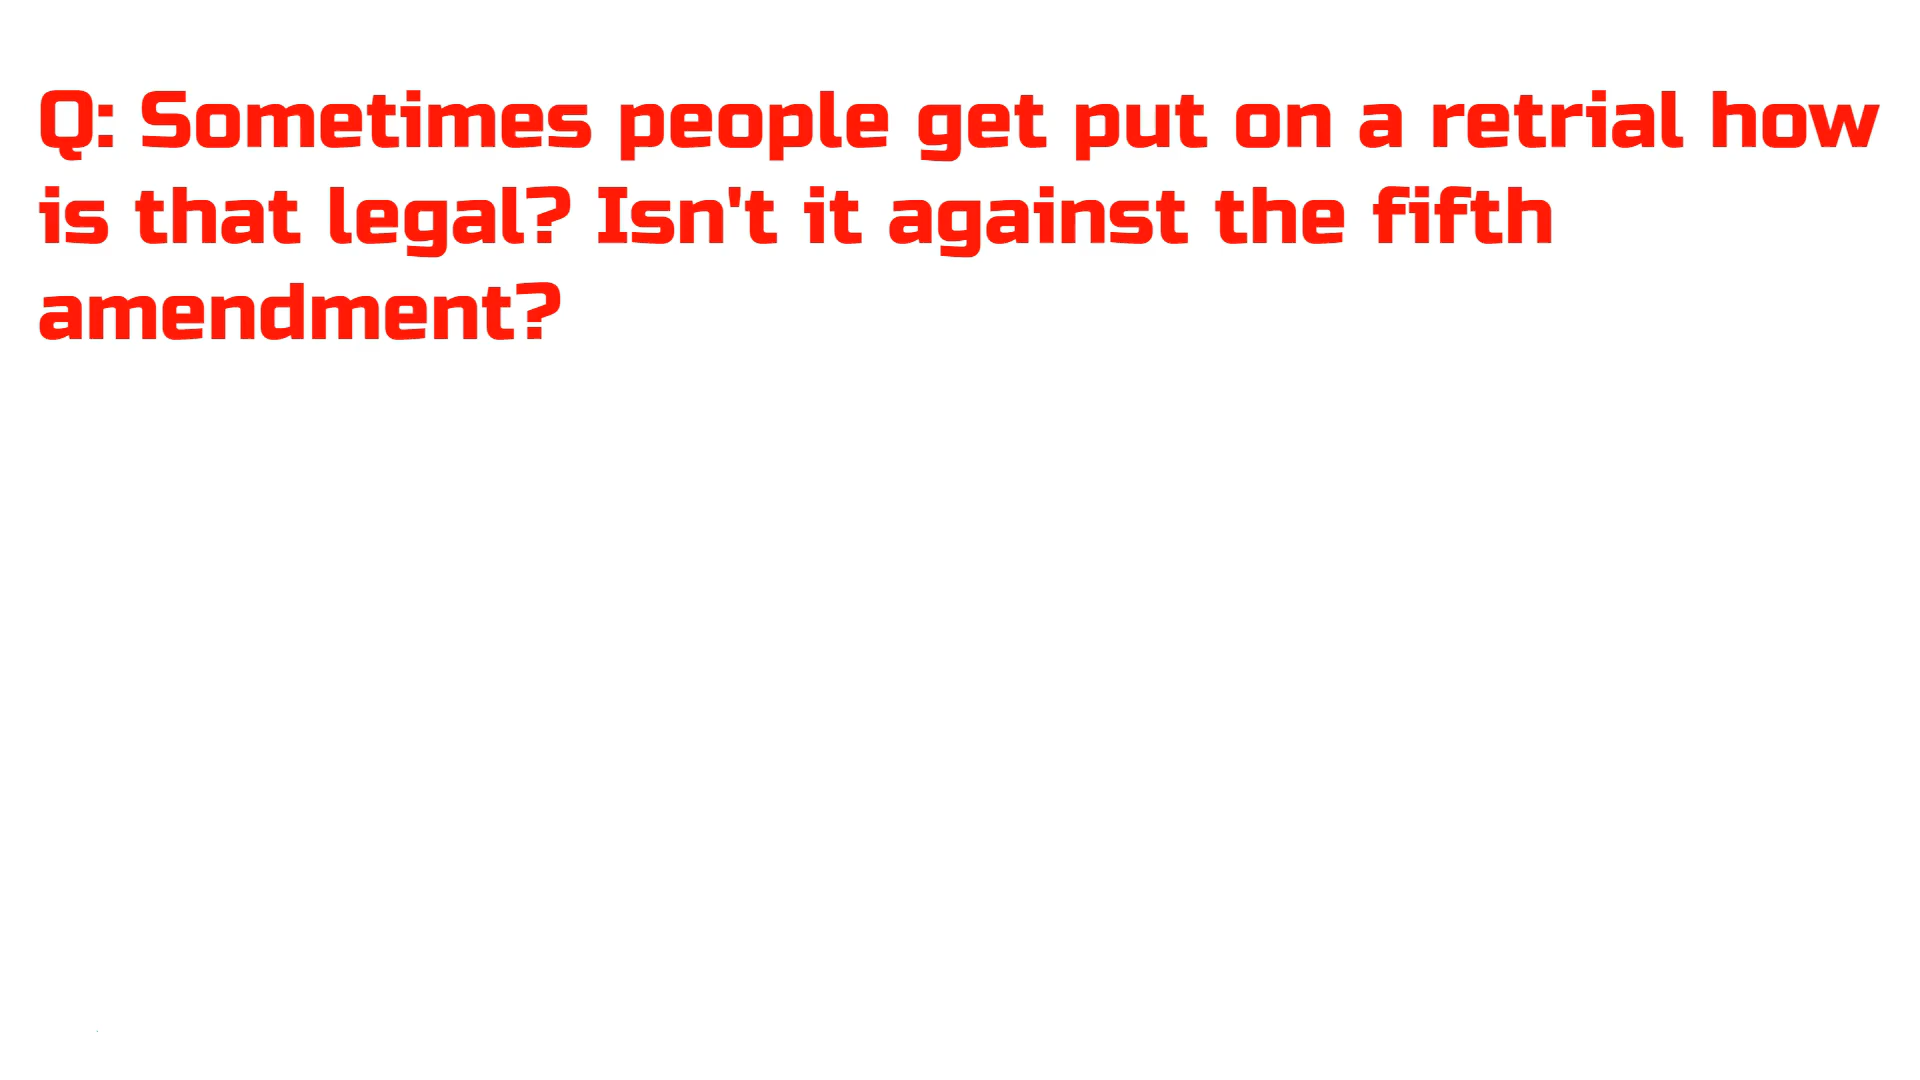 Q: Sometimes people get put on a retrial how
is that legal? Isn't it against the fifth
amendment?